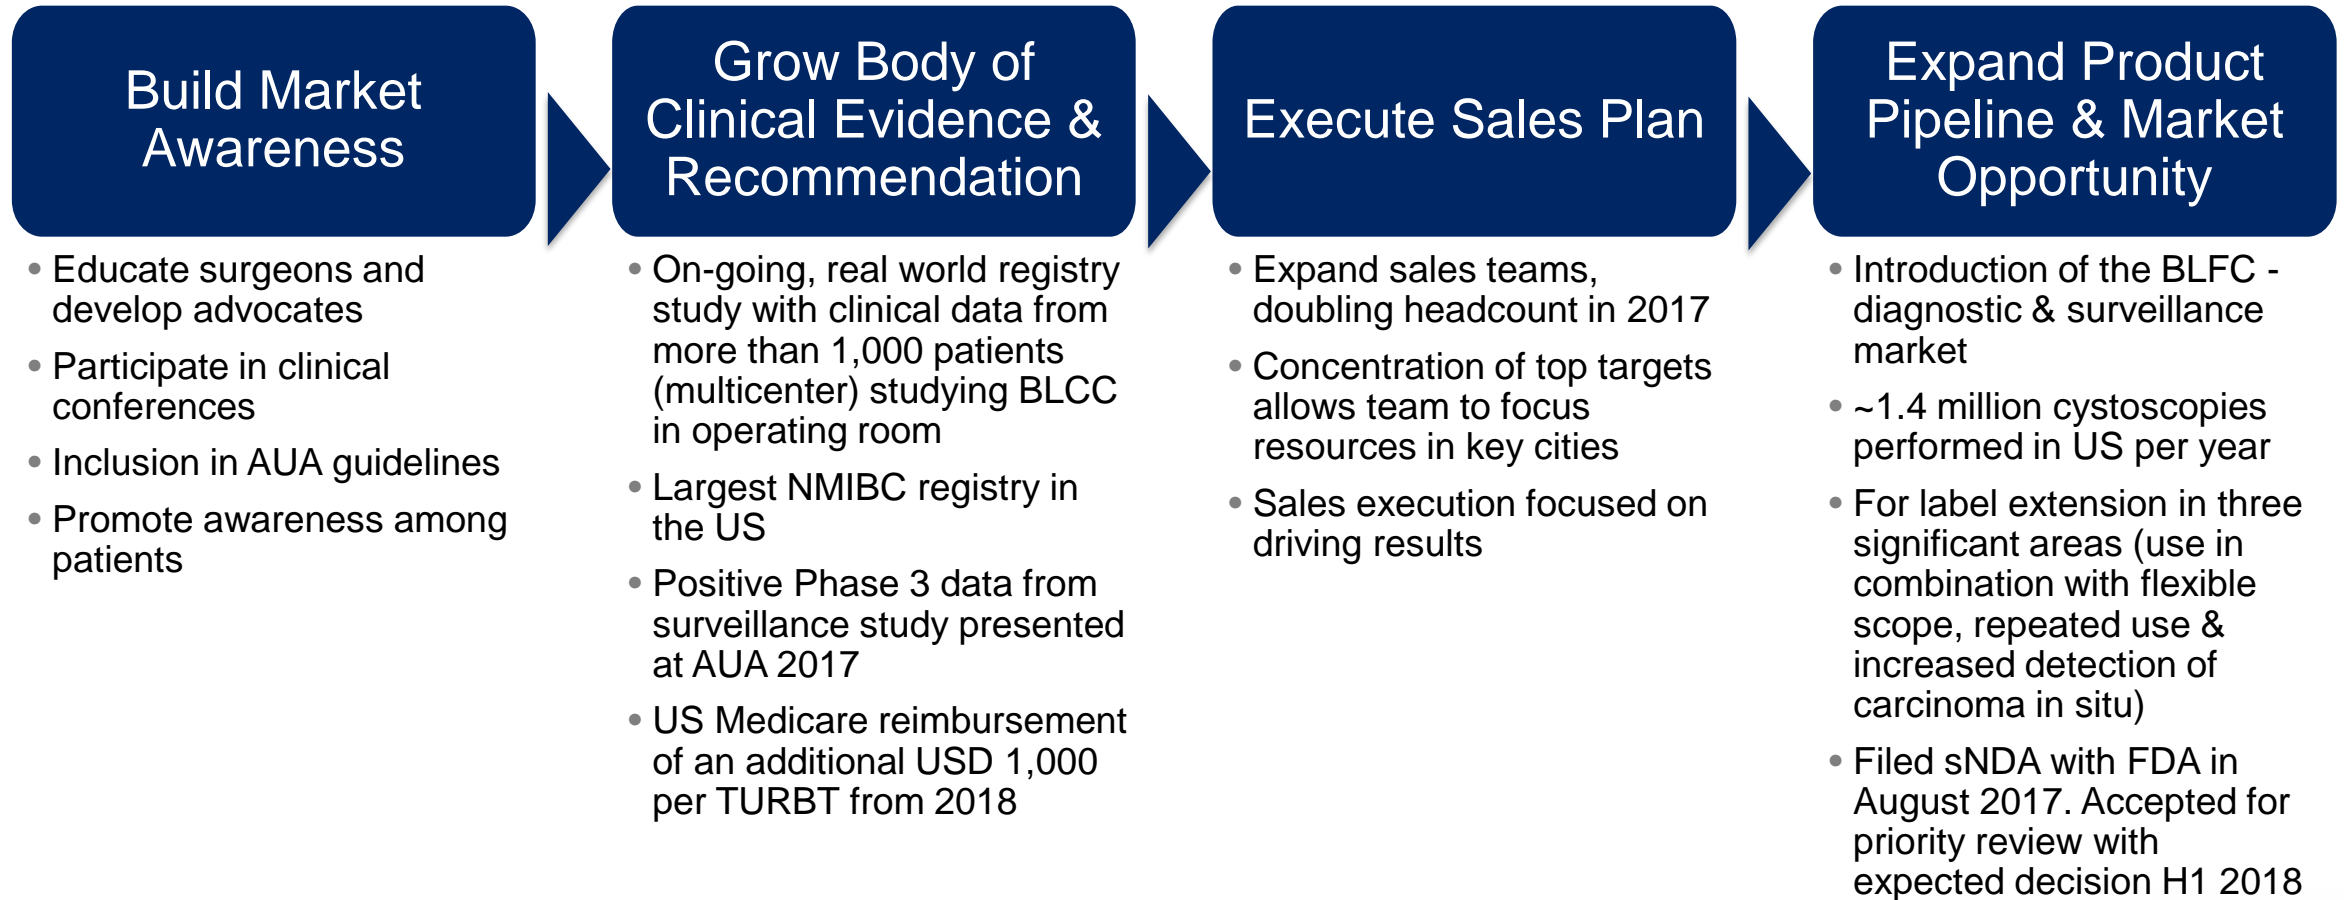 Build Market
Awareness
• Educate surgeons and
develop advocates
• Participate in clinical
conferences
• Inclusion in AUA guidelines
• Promote awareness among
patients
Grow Body of
Clinical Evidence &
Recommendation
• On-going, real world registry
study with clinical data from
more than 1,000 patients
(multicenter) studying BLCC
in operating room
• Largest NMIBC registry in
the US
• Positive Phase 3 data from
surveillance study presented
at AUA 2017
• US Medicare reimbursement
of an additional USD 1,000
per TURBT from 2018
Execute Sales Plan
• Expand sales teams,
doubling headcount in 2017
• Concentration of top targets
allows team to focus
resources in key cities
• Sales execution focused on
driving results
Expand Product
Pipeline & Market
Opportunity
• Introduction of the BLFC -
diagnostic & surveillance
market
• ~1.4 million cystoscopies
performed in US per year
• For label extension in three
significant areas (use in
combination with flexible
scope, repeated use &
increased detection of
carcinoma in situ)
• Filed sNDA with FDA in
August 2017. Accepted for
priority review with
expected decision H1 2018